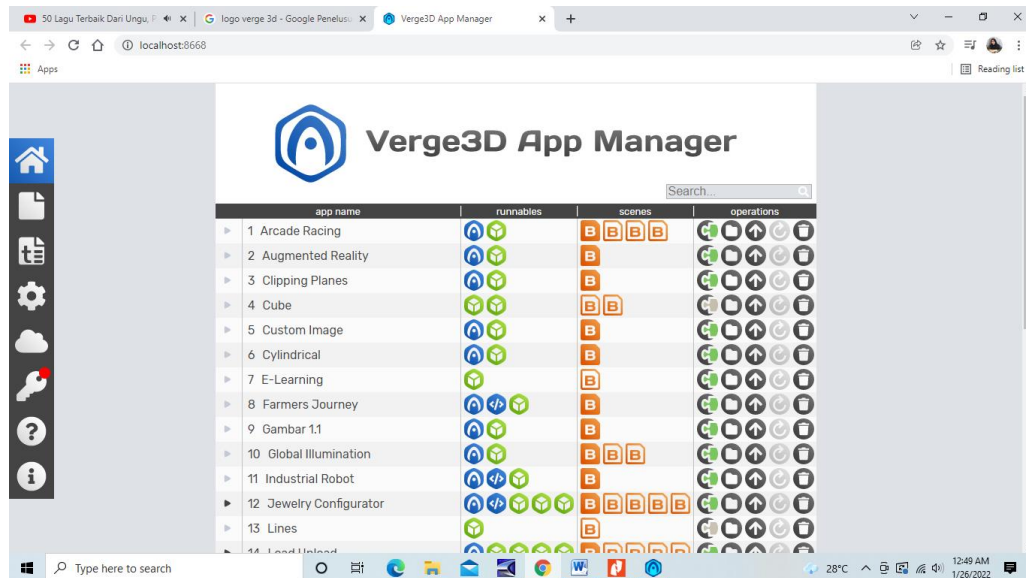 50 Lagu Terbaik Dari Ungu,
logo verge 3d - Google Penelusu
Verge3D App Manager
localhost:8668
Apps
Reading list
Verge3D App Manager
Search...
app name runnables scenes operations
1 Arcade Racing
2 Augmented Reality
3 Clipping Planes
4 Cube
5 Custom Image
6 Cylindrical
7 E-Learning
8 Farmers Journey
9 Gambar 1.1
10 Global Illumination
11 Industrial Robot
12 Jewelry Configurator
13 Lines
14 Load Unload
Type here to search
28°C
12:49 AM
1/26/2022